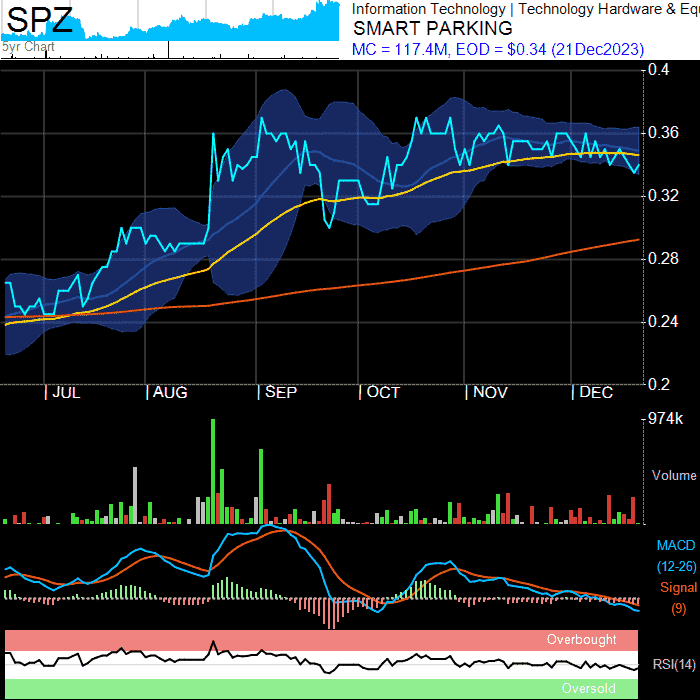 SPZ
5yr Chart
Information Technology | Technology Hardware & Equ
SMART PARKING
MC = 117.4M, EOD = $0.34 (21Dec2023)
0.4
0.36
0.32
0.28
0.24
0.2
JUL AUG SEP OCT NOV DEC
974k
Volume
MACD
(12-26)
Signal
(9)
Overbought
RSI(14)
Oversold